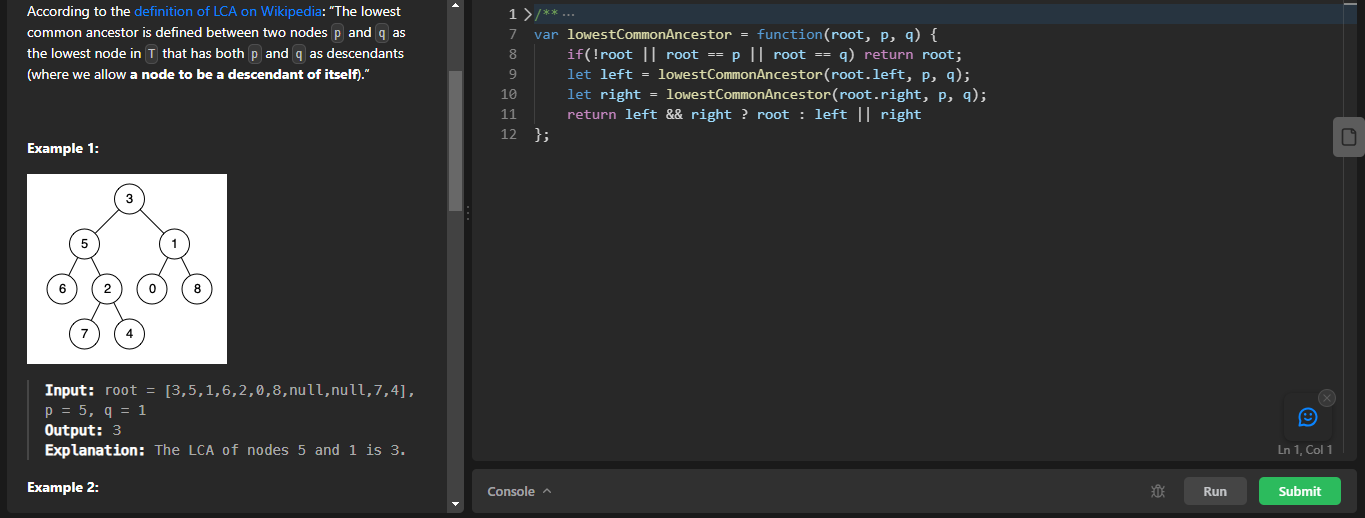 According to the definition of LCA on Wikipedia: “The lowest
common ancestor is defined between two nodes p and q as
the lowest node in T that has both p and q as descendants
(where we allow a node to be a descendant of itself).”
Example 1:
3
5 1
6 2 0 8
7 4
Input: root = [3,5,1,6,2,0,8,null,null,7,4],
p = 5, q = 1
Output: 3
Explanation: The LCA of nodes 5 and 1 is 3.
Example 2:
1 /** ...
7 var lowestCommonAncestor = function(root, p, q) {
8 if(!root || root == p || root == q) return root;
9 let left = lowestCommonAncestor(root.left, p, q);
10 let right = lowestCommonAncestor(root.right, p, q);
11 return left && right ? root : left || right
12 };
Ln 1, Col 1
Console Run Submit